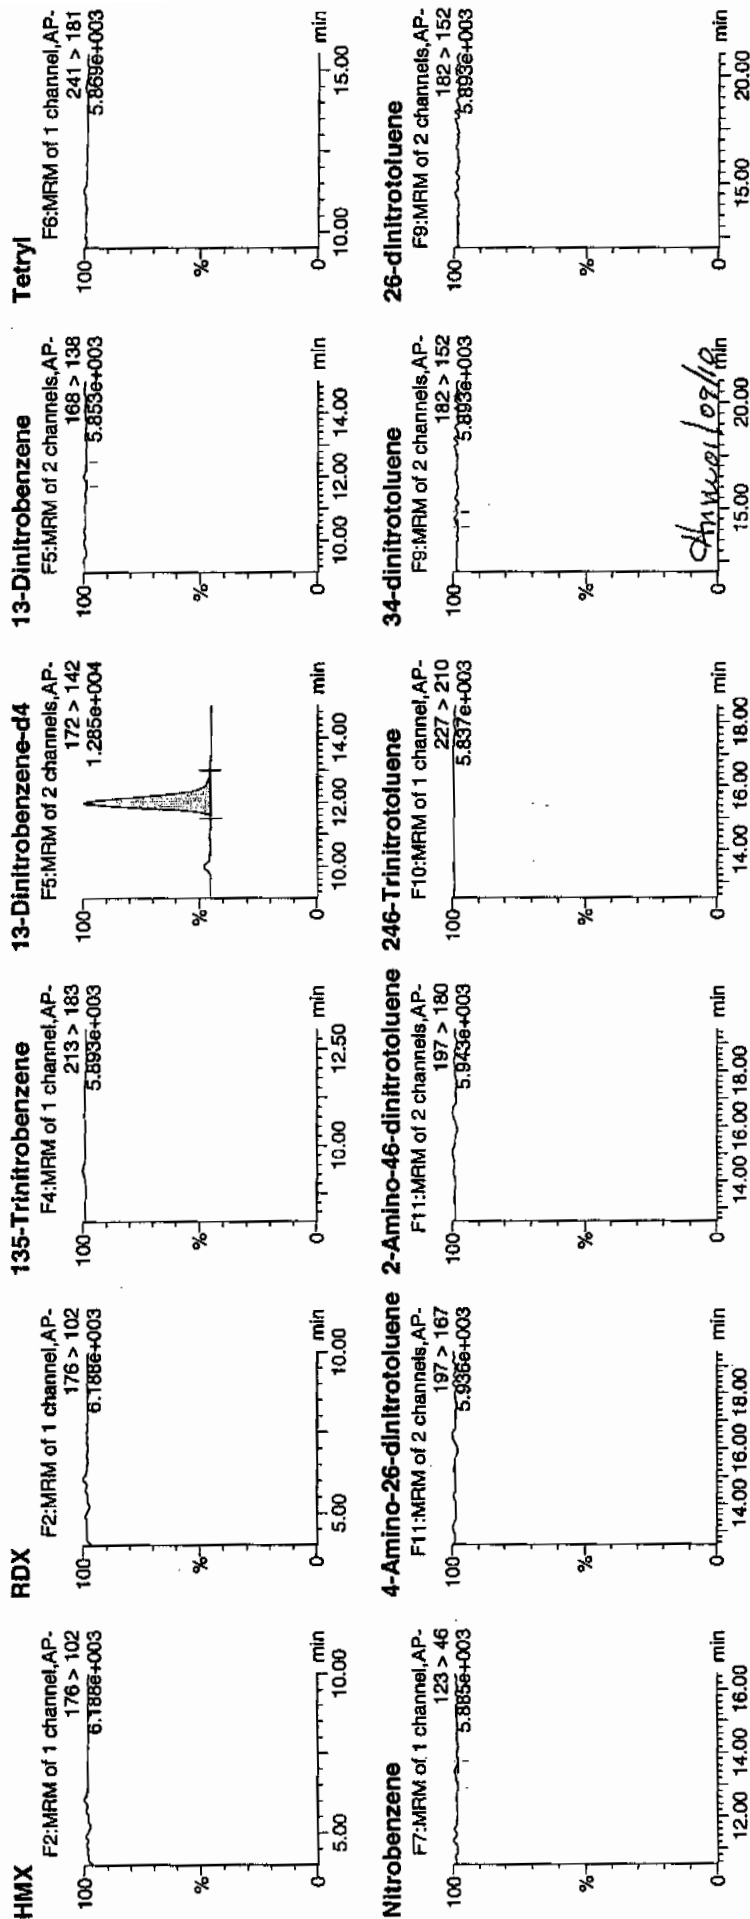 HMX
F2:MRM of 1 channel,AP-
176 > 102
6.188e+003
100
%
0
5.00 10.00 min
RDX
F2:MRM of 1 channel,AP-
176 > 102
6.188e+003
100
%
0
5.00 10.00 min
135-Trinitrobenzene
F4:MRM of 1 channel,AP-
213 > 183
5.893e+003
100
%
0
10.00 12.50 min
13-Dinitrobenzene-d4
F5:MRM of 2 channels,AP-
172 > 142
1.285e+004
100
%
0
10.00 12.00 14.00 min
13-Dinitrobenzene
F5:MRM of 2 channels,AP-
168 > 138
5.853e+003
100
%
0
10.00 12.00 14.00 min
Tetryl
F6:MRM of 1 channel,AP-
241 > 181
5.869e+003
100
%
0
10.00 15.00 min
Nitrobenzene
F7:MRM of 1 channel,AP-
123 > 46
5.885e+003
100
%
0
12.00 14.00 16.00 min
4-Amino-26-dinitrotoluene
F11:MRM of 2 channels,AP-
197 > 167
5.936e+003
100
%
0
14.00 16.00 18.00 min
2-Amino-46-dinitrotoluene
F11:MRM of 2 channels,AP-
197 > 180
5.943e+003
100
%
0
14.00 16.00 18.00 min
246-Trinitrotoluene
F10:MRM of 1 channel,AP-
227 > 210
5.837e+003
100
%
0
14.00 16.00 18.00 min
34-dinitrotoluene
F9:MRM of 2 channels,AP-
182 > 152
5.893e+003
100
%
0
15.00 20.00 min
26-dinitrotoluene
F9:MRM of 2 channels,AP-
182 > 152
5.893e+003
100
%
0
15.00 20.00 min